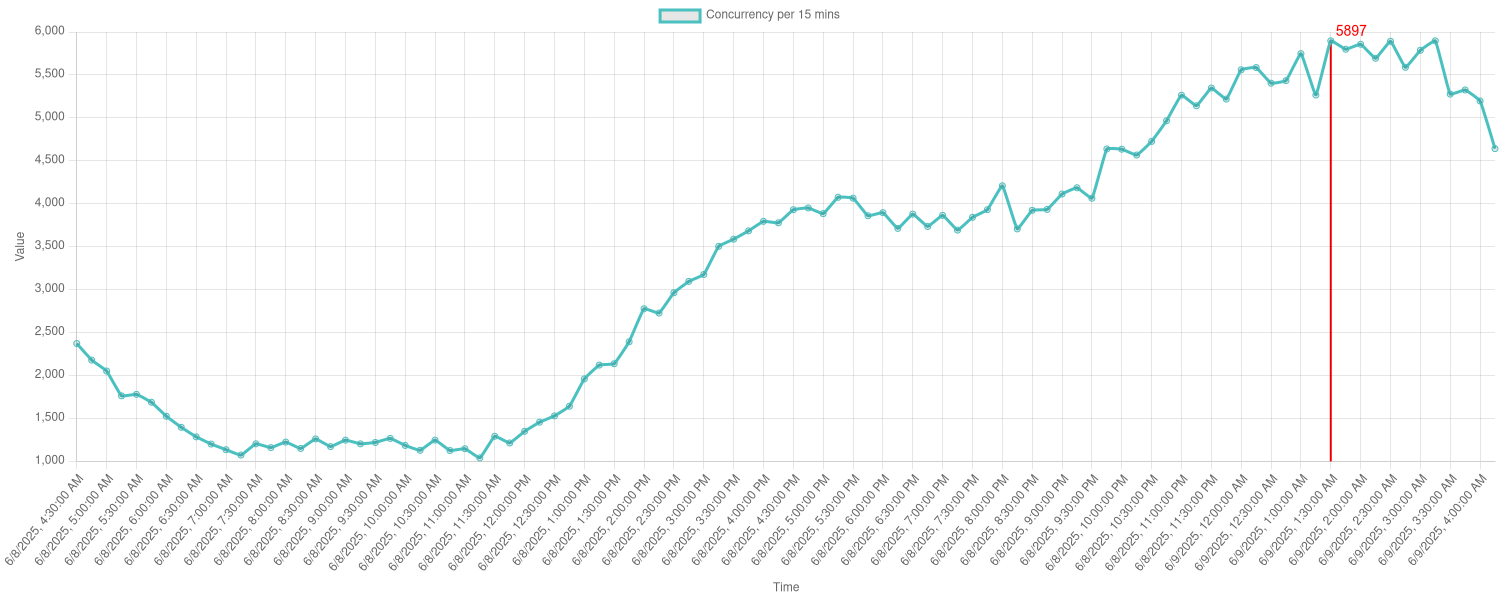 Concurrency per 15 mins
5897
6,000
5,500
5,000
4,500
4,000
3,500
3,000
2,500
2,000
1,500
1,000
Value
6/8/2025, 4:30:00 AM
6/8/2025, 5:00:00 AM
6/8/2025, 5:30:00 AM
6/8/2025, 6:00:00 AM
6/8/2025, 6:30:00 AM
6/8/2025, 7:00:00 AM
6/8/2025, 7:30:00 AM
6/8/2025, 8:00:00 AM
6/8/2025, 8:30:00 AM
6/8/2025, 9:00:00 AM
6/8/2025, 9:30:00 AM
6/8/2025, 10:00:00 AM
6/8/2025, 10:30:00 AM
6/8/2025, 11:00:00 AM
6/8/2025, 11:30:00 AM
6/8/2025, 12:00:00 PM
6/8/2025, 12:30:00 PM
6/8/2025, 1:00:00 PM
6/8/2025, 1:30:00 PM
6/8/2025, 2:00:00 PM
6/8/2025, 2:30:00 PM
6/8/2025, 3:00:00 PM
6/8/2025, 3:30:00 PM
6/8/2025, 4:00:00 PM
6/8/2025, 4:30:00 PM
6/8/2025, 5:00:00 PM
6/8/2025, 5:30:00 PM
6/8/2025, 6:00:00 PM
6/8/2025, 6:30:00 PM
6/8/2025, 7:00:00 PM
6/8/2025, 7:30:00 PM
6/8/2025, 8:00:00 PM
6/8/2025, 8:30:00 PM
6/8/2025, 9:00:00 PM
6/8/2025, 9:30:00 PM
6/8/2025, 10:00:00 PM
6/8/2025, 10:30:00 PM
6/8/2025, 11:00:00 PM
6/8/2025, 11:30:00 PM
6/9/2025, 12:00:00 AM
6/9/2025, 12:30:00 AM
6/9/2025, 1:00:00 AM
6/9/2025, 1:30:00 AM
6/9/2025, 2:00:00 AM
6/9/2025, 2:30:00 AM
6/9/2025, 3:00:00 AM
6/9/2025, 3:30:00 AM
6/9/2025, 4:00:00 AM
Time